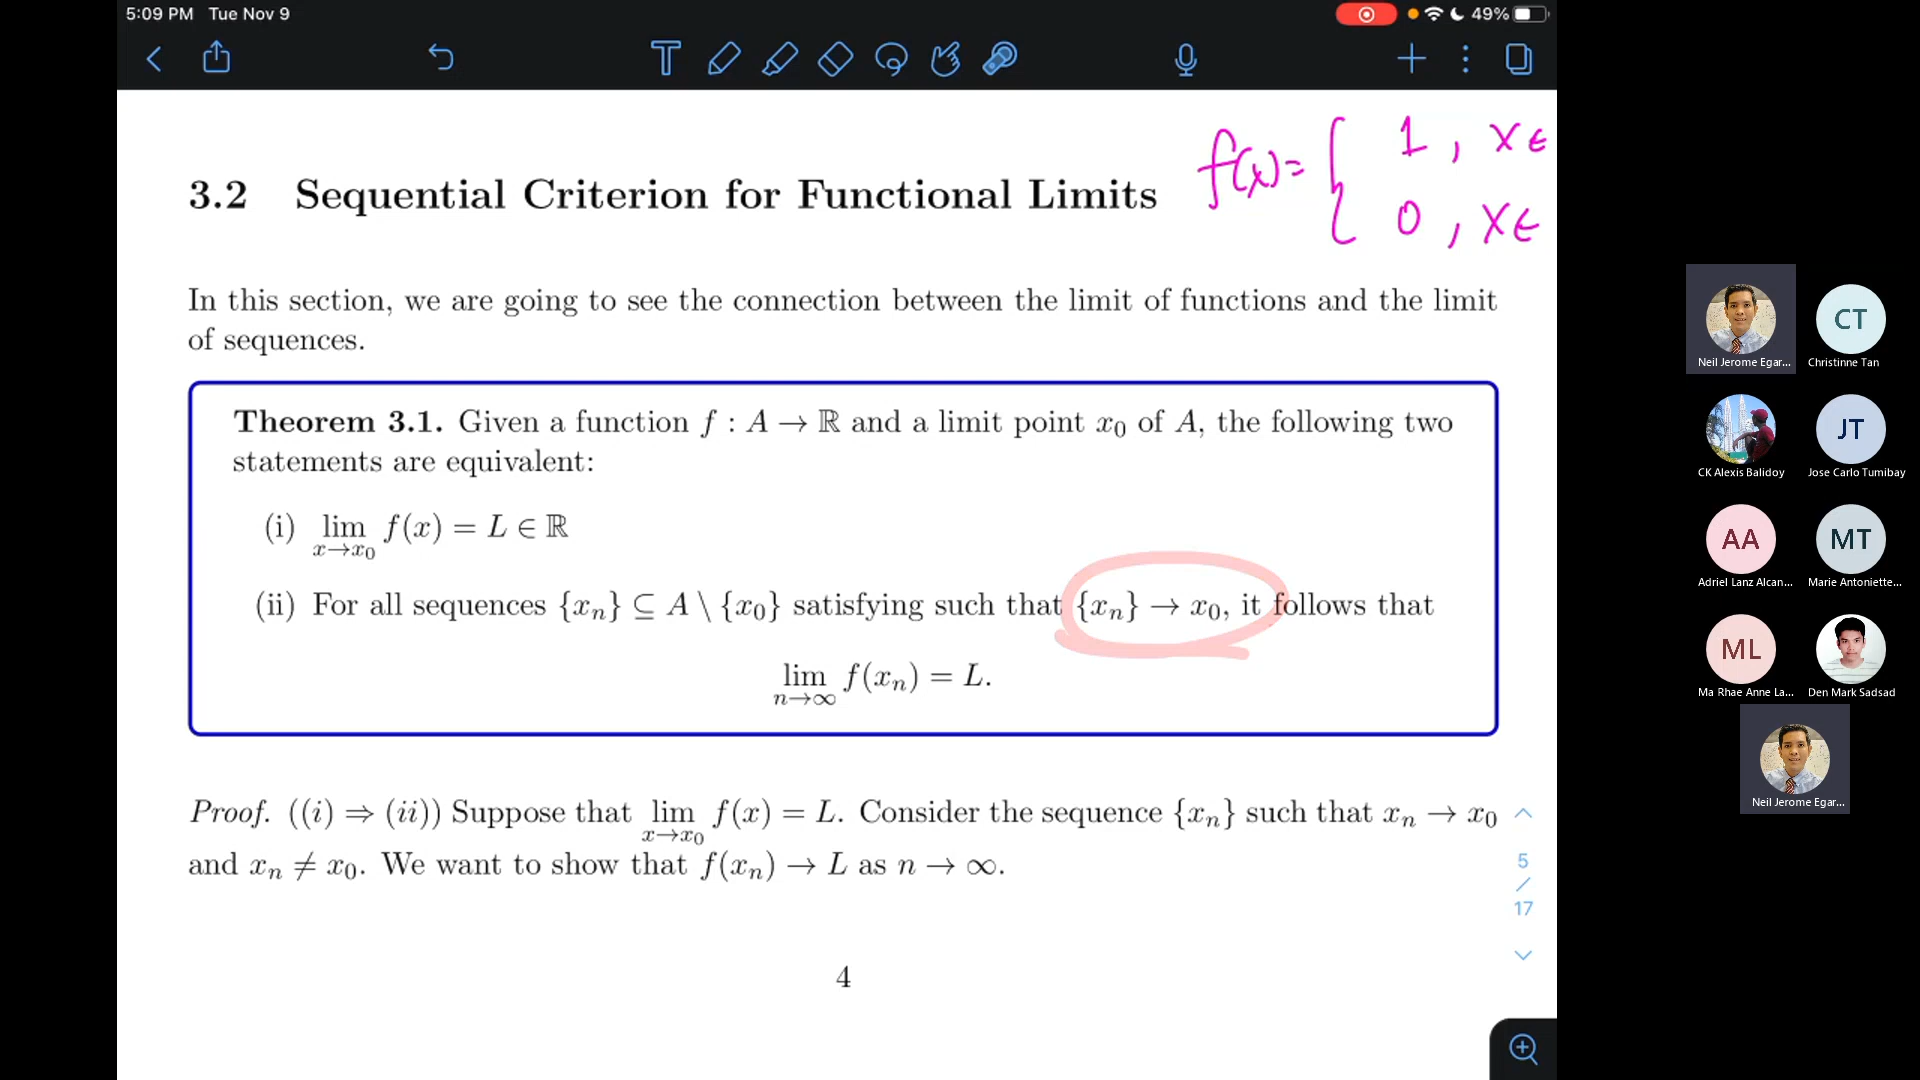 5:09 PM Tue Nov 9
49%
T
f(x) = { 1 , x ∈
0 , x ∈
3.2 Sequential Criterion for Functional Limits
In this section, we are going to see the connection between the limit of functions and the limit
of sequences.
Theorem 3.1. Given a function f : A → ℝ and a limit point x₀ of A, the following two
statements are equivalent:
(i) lim f(x) = L ∈ ℝ
x→x₀
(ii) For all sequences {xₙ} ⊆ A \ {x₀} satisfying such that {xₙ} → x₀, it follows that
lim f(xₙ) = L.
n→∞
Proof. ((i) ⇒ (ii)) Suppose that lim f(x) = L. Consider the sequence {xₙ} such that xₙ → x₀
x→x₀
and xₙ ≠ x₀. We want to show that f(xₙ) → L as n → ∞.
5
/
17
4
Neil Jerome Egar...
CT
Christinne Tan
CK Alexis Balidoy
JT
Jose Carlo Tumibay
AA
Adriel Lanz Alcan...
MT
Marie Antoniette...
ML
Ma Rhae Anne La...
Den Mark Sadsad
Neil Jerome Egar...